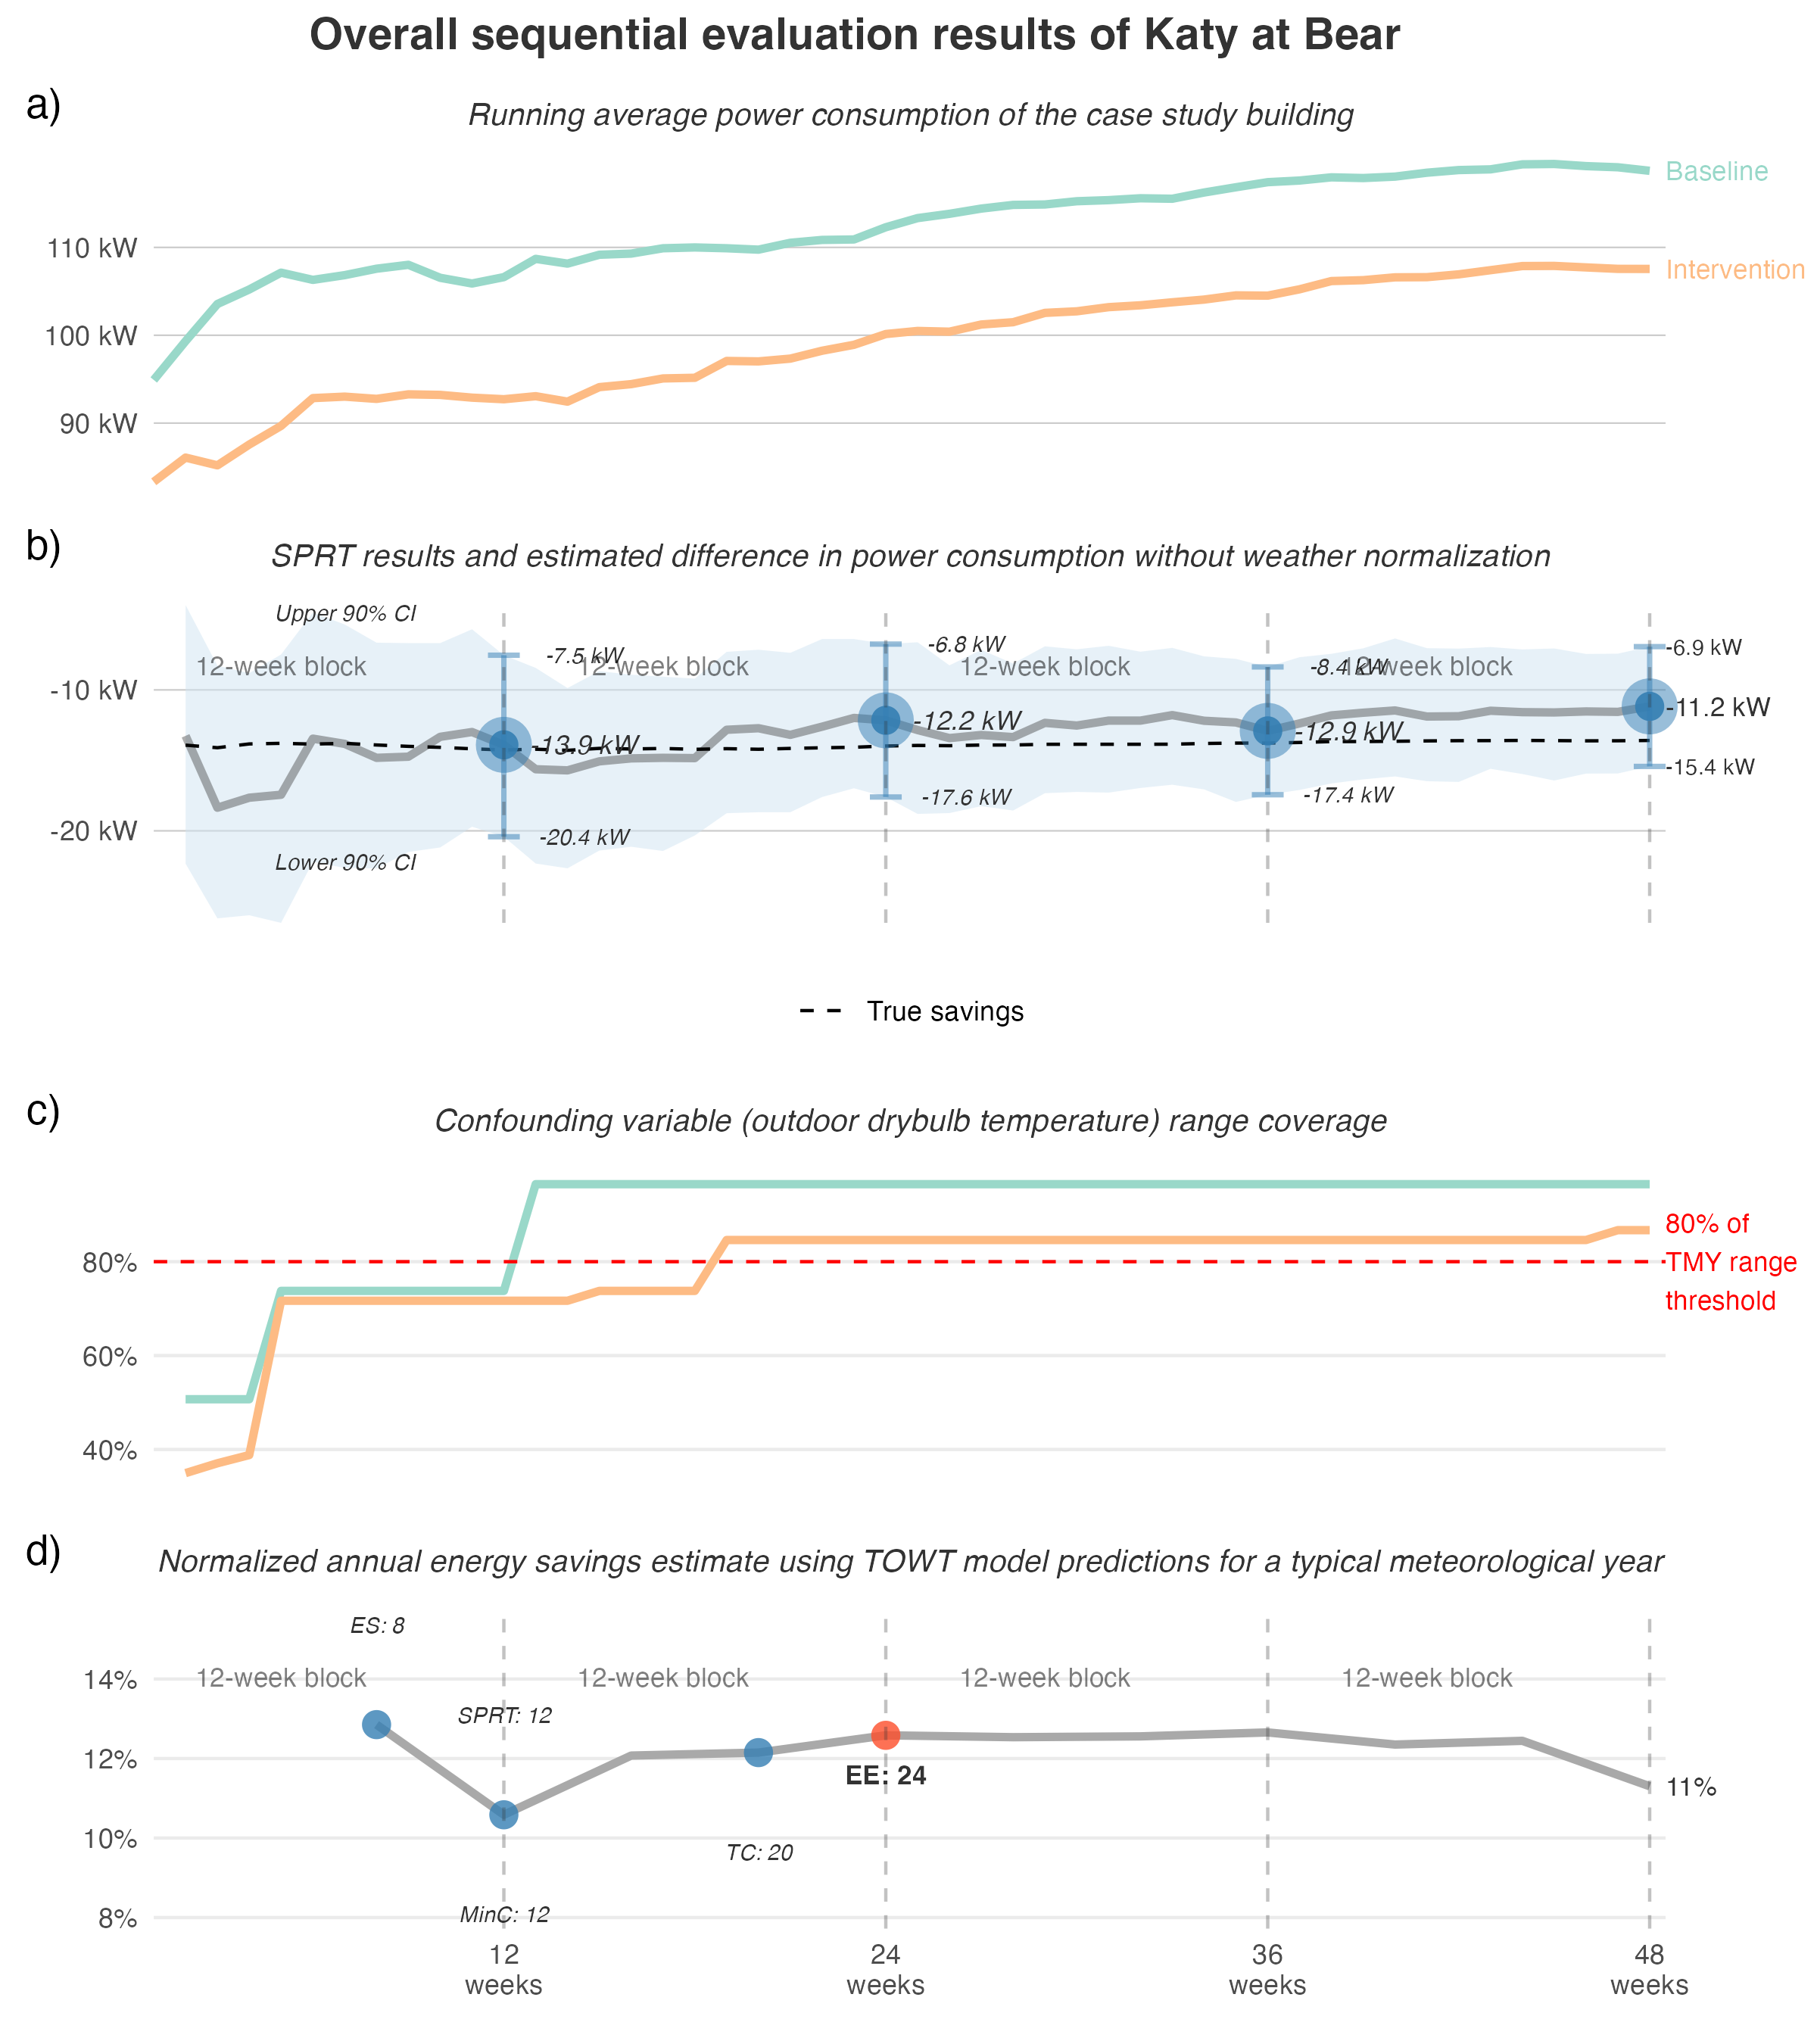 Overall sequential evaluation results of Katy at Bear
a)
Running average power consumption of the case study building
Baseline
110 kW
Intervention
100 kW
90 kW
b)
SPRT results and estimated difference in power consumption without weather normalization
Upper 90% CI
-7.5 kW
-6.8 kW
-8.4 kW
-6.9 kW
12-week block
12-week block
12-week block
12-week block
-10 kW
-13.9 kW
-12.2 kW
-12.9 kW
-11.2 kW
-17.6 kW
-17.4 kW
-15.4 kW
-20 kW
-20.4 kW
Lower 90% CI
True savings
c)
Confounding variable (outdoor drybulb temperature) range coverage
80% of
TMY range
threshold
80%
60%
40%
d)
Normalized annual energy savings estimate using TOWT model predictions for a typical meteorological year
ES: 8
14%
12-week block
12-week block
12-week block
12-week block
SPRT: 12
12%
EE: 24
11%
10%
TC: 20
8%
MinC: 12
12
weeks
24
weeks
36
weeks
48
weeks